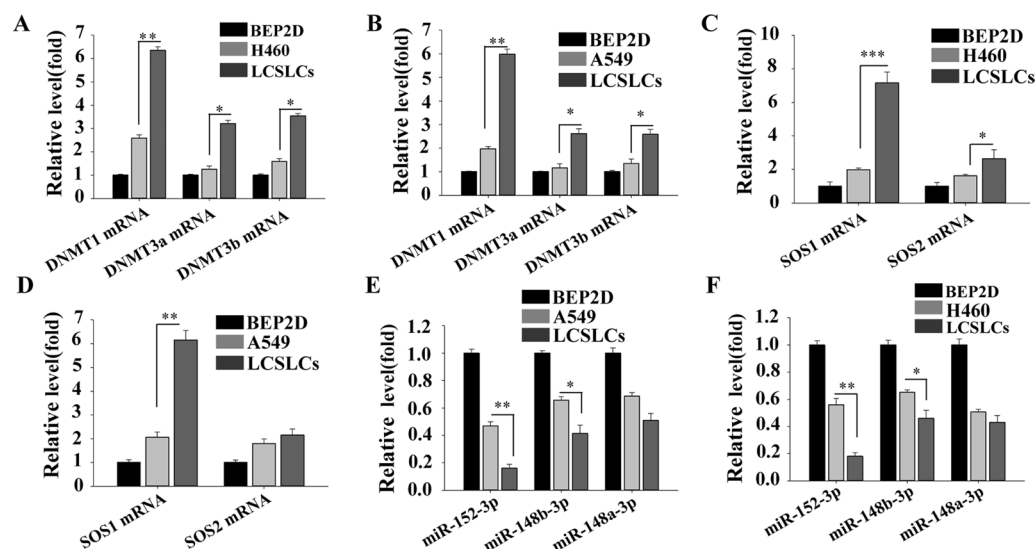 A
Relative level(fold)
7
6
5
4
3
2
1
0
**
*
*
BEP2D
H460
LCSLCs
DNMT1 mRNA
DNMT3a mRNA
DNMT3b mRNA
B
Relative level(fold)
7
6
5
4
3
2
1
0
**
*
*
BEP2D
A549
LCSLCs
DNMT1 mRNA
DNMT3a mRNA
DNMT3b mRNA
C
Relative level(fold)
10
8
6
4
2
0
***
*
BEP2D
H460
LCSLCs
SOS1 mRNA
SOS2 mRNA
D
Relative level(fold)
7
6
5
4
3
2
1
0
**
BEP2D
A549
LCSLCs
SOS1 mRNA
SOS2 mRNA
E
Relative level(fold)
1.2
1.0
0.8
0.6
0.4
0.2
0.0
**
*
BEP2D
A549
LCSLCs
miR-152-3p
miR-148b-3p
miR-148a-3p
F
Relative level(fold)
1.2
1.0
0.8
0.6
0.4
0.2
0.0
**
*
BEP2D
H460
LCSLCs
miR-152-3p
miR-148b-3p
miR-148a-3p